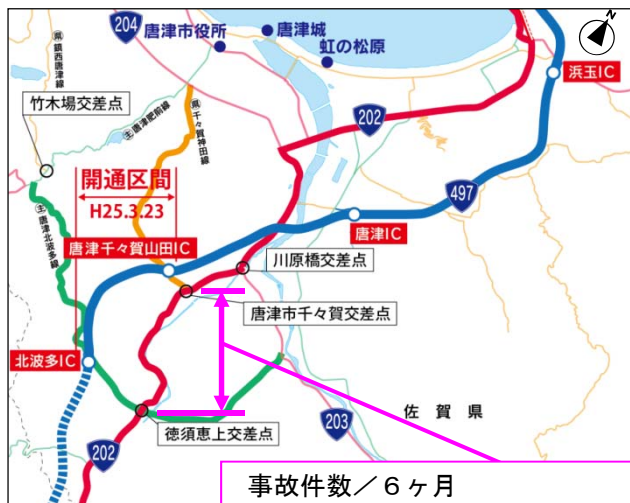 204
唐津市役所
唐津城
虹の松原
N
県鎮西唐津線
竹木場交差点
主唐津肥前線
県千々賀神田線
202
浜玉IC
開通区間
H25.3.23
497
主唐津北波多線
唐津千々賀山田IC
唐津IC
川原橋交差点
唐津市千々賀交差点
北波多IC
佐賀県
徳須恵上交差点
203
202
事故件数／６ヶ月